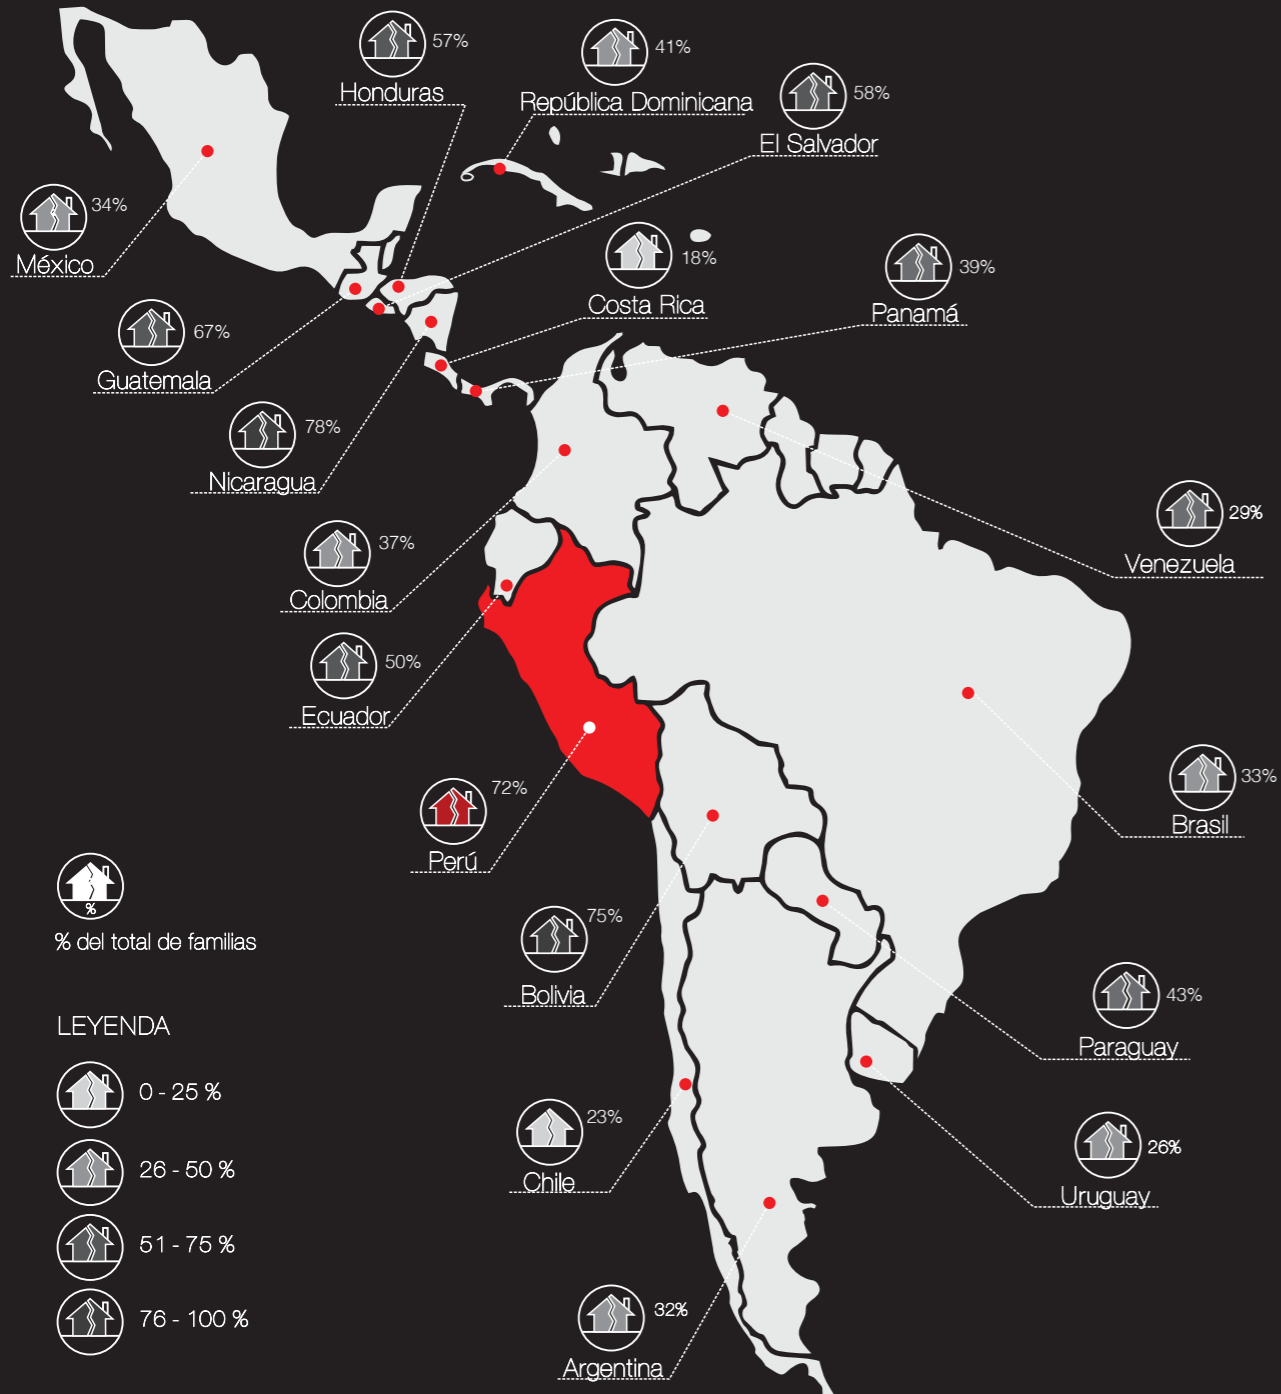 57%
Honduras
41%
República Dominicana
58%
El Salvador
34%
México
18%
Costa Rica
39%
Panamá
67%
Guatemala
78%
Nicaragua
29%
Venezuela
37%
Colombia
50%
Ecuador
72%
Perú
33%
Brasil
%
% del total de familias
75%
Bolivia
43%
Paraguay
LEYENDA
0 - 25 %
26 - 50 %
51 - 75 %
76 - 100 %
23%
Chile
26%
Uruguay
32%
Argentina